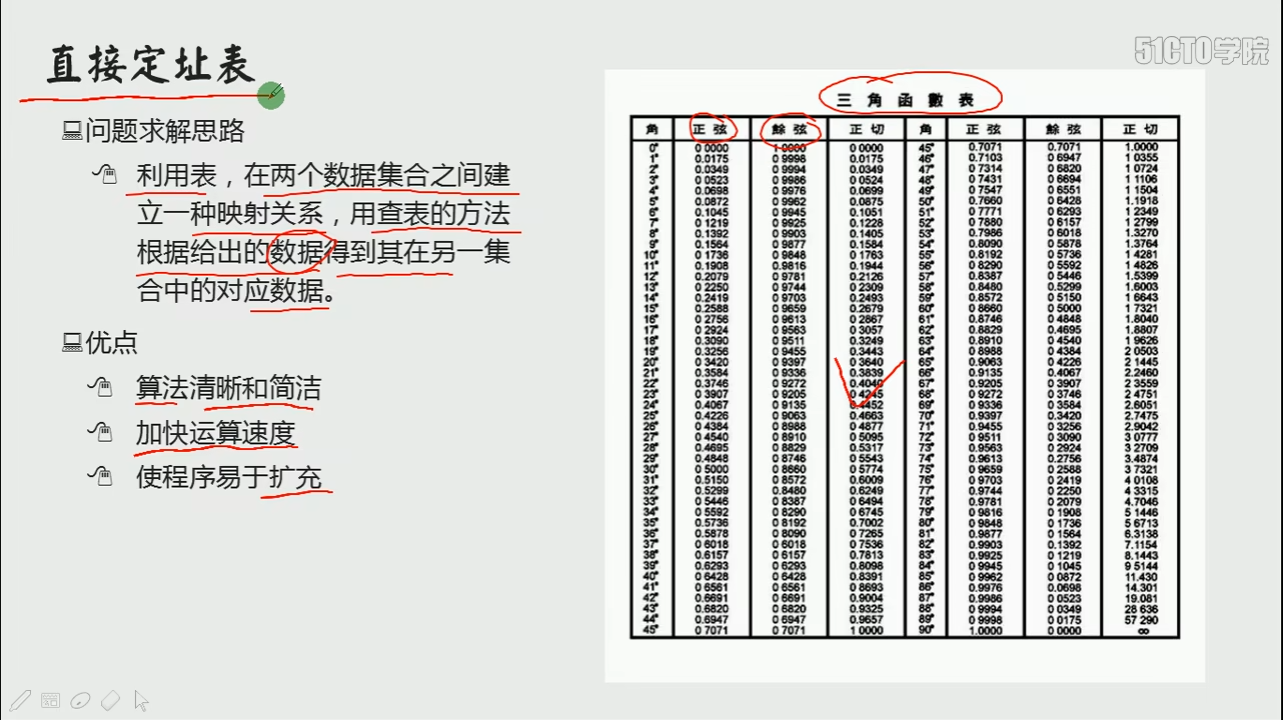 51CTO学院
直接定址表
问题求解思路
利用表，在两个数据集合之间建
立一种映射关系，用查表的方法
根据给出的数据得到其在另一集
合中的对应数据。
优点
算法清晰和简洁
加快运算速度
使程序易于扩充
三角函數表
角 正弦 餘弦 正切 角 正弦 餘弦 正切
0° 0 0000 1.0000 0 0000 45° 0.7071 0.7071 1.0000
1° 0.0175 0 9998 0.0175 46° 0.7103 0 6947 1 0355
2° 0.0349 0 9994 0.0349 47° 0.7314 0 6820 1 0724
3° 0.0523 0 9986 0.0524 48° 0.7431 0 6694 1 1106
4° 0.0698 0 9976 0.0699 49° 0.7547 0.6551 1 1504
5° 0.0872 0 9962 0.0875 50° 0.7660 0.6428 1.1918
6° 0.1045 0 9945 0.1051 51° 0 7771 0.6293 1 2349
7° 0.1219 0 9925 0.1228 52° 0.7880 0.6157 1 2799
8° 0.1392 0 9903 0.1405 53° 0.7986 0.6018 1.3270
9° 0.1564 0 9877 0.1584 54° 0.8090 0 5878 1.3764
10° 0 1736 0 9848 0 1763 55° 0.8192 0 5736 1 4281
11° 0.1908 0.9816 0.1944 56° 0.8290 0 5592 1 4826
12° 0.2079 0 9781 0.2126 57° 0.8387 0.5446 1.5399
13° 0 2250 0 9744 0 2309 58° 0.8480 0.5299 1.6003
14° 0.2419 0 9703 0.2493 59° 0.8572 0 5150 1 6643
15° 0.2588 0 9659 0.2679 60° 0 8660 0 5000 1 7321
16° 0 2756 0 9613 0 2867 61° 0.8746 0 4848 1.8040
17° 0 2924 0 9563 0 3057 62° 0.8829 0.4695 1.8807
18° 0.3090 0 9511 0.3249 63° 0.8910 0 4540 1 9626
19° 0.3256 0 9455 0.3443 64° 0.8988 0 4384 2 0503
20° 0 3420 0 9397 0 3640 65° 0.9063 0 4226 2 1445
21° 0.3584 0 9336 0.3839 66° 0.9135 0.4067 2.2460
22° 0.3746 0 9272 0.4040 67° 0.9205 0 3907 2 3559
23° 0 3907 0 9205 0 4245 68° 0.9272 0 3746 2 4751
24° 0.4067 0 9135 0 4452 69° 0 9336 0 3584 2.6051
25° 0 4226 0 9063 0.4663 70° 0.9397 0.3420 2.7475
26° 0 4384 0 8988 0 4877 71° 0.9455 0 3256 2.9042
27° 0 4540 0 8910 0 5095 72° 0.9511 0 3090 3 0777
28° 0.4695 0 8829 0.5317 73° 0.9563 0 2924 3 2709
29° 0 4848 0 8746 0.5543 74° 0.9613 0.2756 3.4874
30° 0 5000 0 8660 0 5774 75° 0.9659 0 2588 3 7321
31° 0.5150 0 8572 0.6009 76° 0 9703 0 2419 4 0108
32° 0.5299 0.8480 0.6249 77° 0.9744 0 2250 4 3315
33° 0 5446 0 8387 0 6494 78° 0.9781 0 2079 4.7046
34° 0 5592 0 8290 0 6745 79° 0.9816 0 1908 5 1446
35° 0 5736 0 8192 0.7002 80° 0 9848 0 1736 5 6713
36° 0.5878 0 8090 0.7265 81° 0.9877 0.1564 6.3138
37° 0 6018 0 6018 0 7536 82° 0.9903 0.1392 7.1154
38° 0.6157 0 6157 0.7813 83° 0.9925 0 1219 8.1443
39° 0.6293 0 6293 0.8098 84° 0.9945 0 1045 9 5144
40° 0 6428 0 6428 0.8391 85° 0.9962 0 0872 11.430
41° 0 6561 0 6561 0 8693 86° 0.9976 0.0698 14.301
42° 0.6691 0 6691 0.9004 87° 0.9986 0.0523 19.081
43° 0.6820 0 6820 0.9325 88° 0 9994 0 0349 28 636
44° 0.6947 0 6947 0.9657 89° 0 9998 0 0175 57 290
45° 0 7071 0 7071 1 0000 90° 1.0000 0 0000 ∞